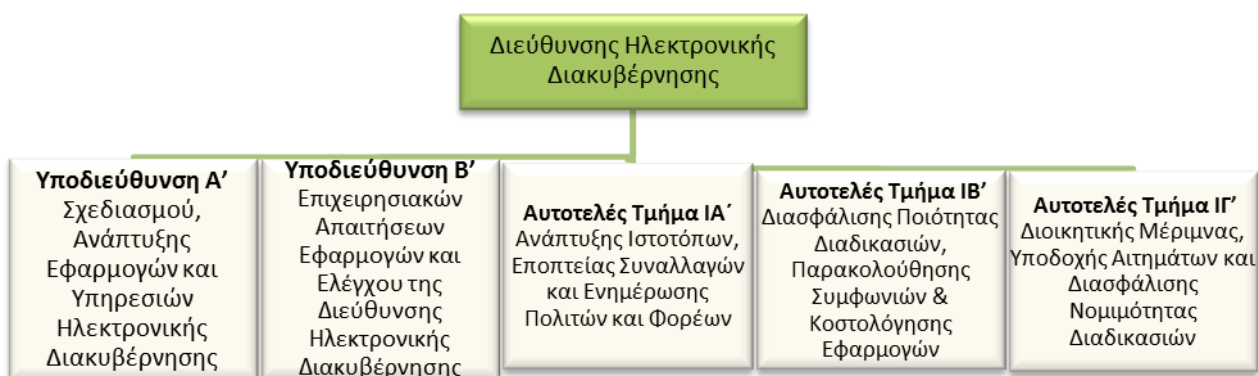 Διεύθυνσης Ηλεκτρονικής
Διακυβέρνησης
Υποδιεύθυνση Α’
Σχεδιασμού,
Ανάπτυξης
Εφαρμογών και
Υπηρεσιών
Ηλεκτρονικής
Διακυβέρνησης
Υποδιεύθυνση Β’
Επιχειρησιακών
Απαιτήσεων
Εφαρμογών και
Ελέγχου της
Διεύθυνσης
Ηλεκτρονικής
Διακυβέρνησης
Αυτοτελές Τμήμα ΙΑ΄
Ανάπτυξης Ιστοτόπων,
Εποπτείας Συναλλαγών
και Ενημέρωσης
Πολιτών και Φορέων
Αυτοτελές Τμήμα ΙΒ’
Διασφάλισης Ποιότητας
Διαδικασιών,
Παρακολούθησης
Συμφωνιών &
Κοστολόγησης
Εφαρμογών
Αυτοτελές Τμήμα ΙΓ’
Διοικητικής Μέριμνας,
Υποδοχής Αιτημάτων και
Διασφάλισης
Νομιμότητας
Διαδικασιών